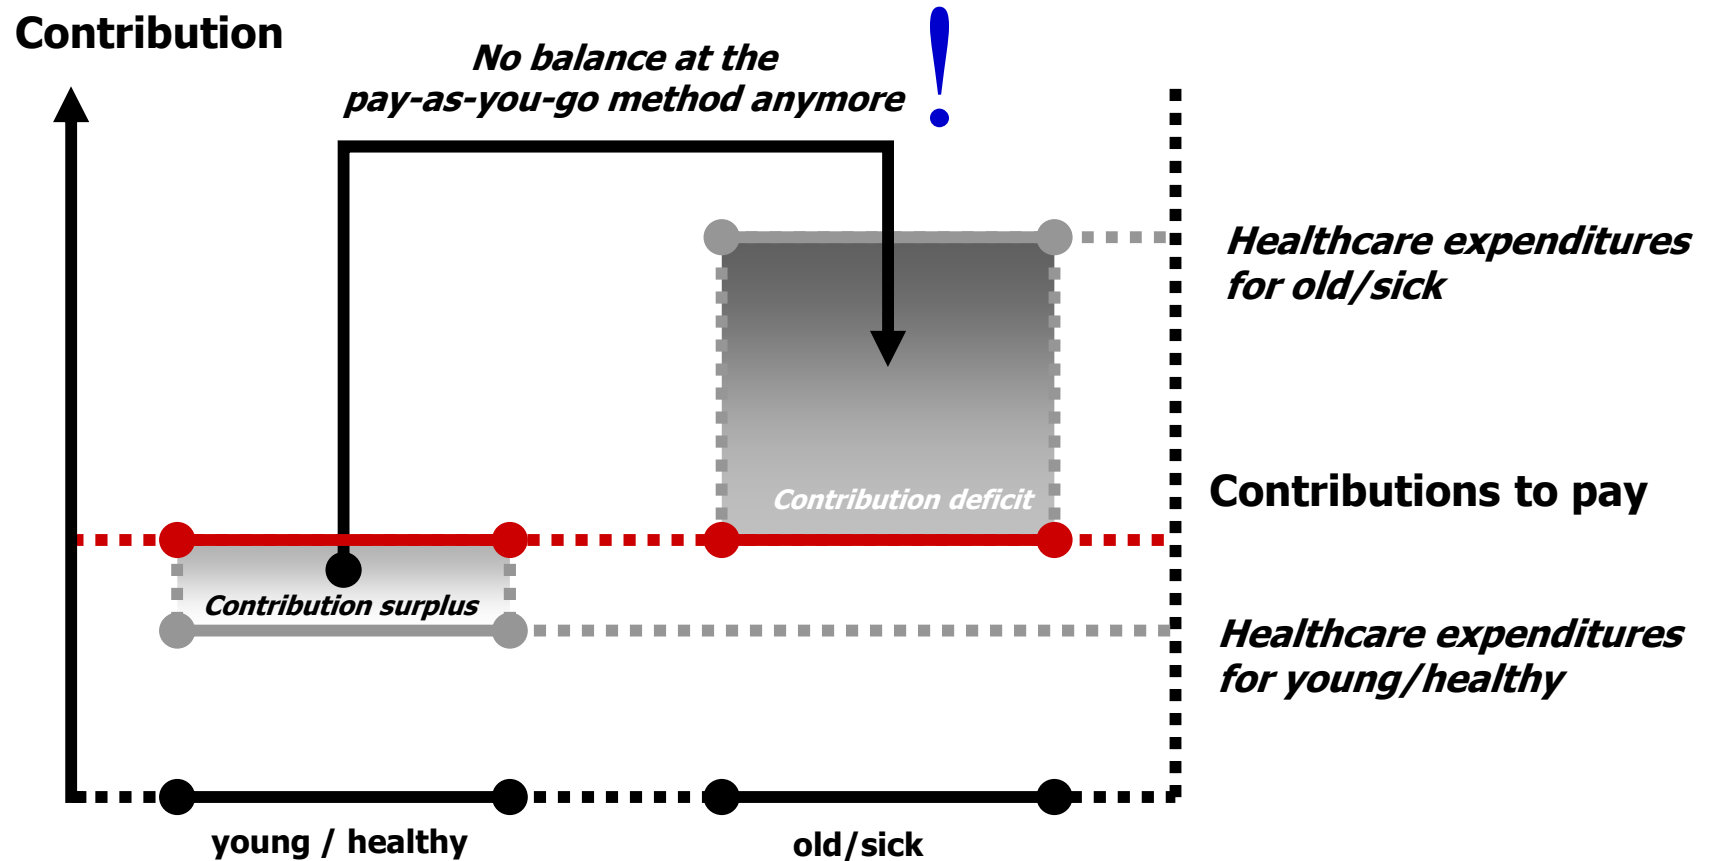 Contribution
No balance at the
pay-as-you-go method anymore
!
Healthcare expenditures
for old/sick
Contribution deficit
Contributions to pay
Contribution surplus
Healthcare expenditures
for young/healthy
young / healthy
old/sick